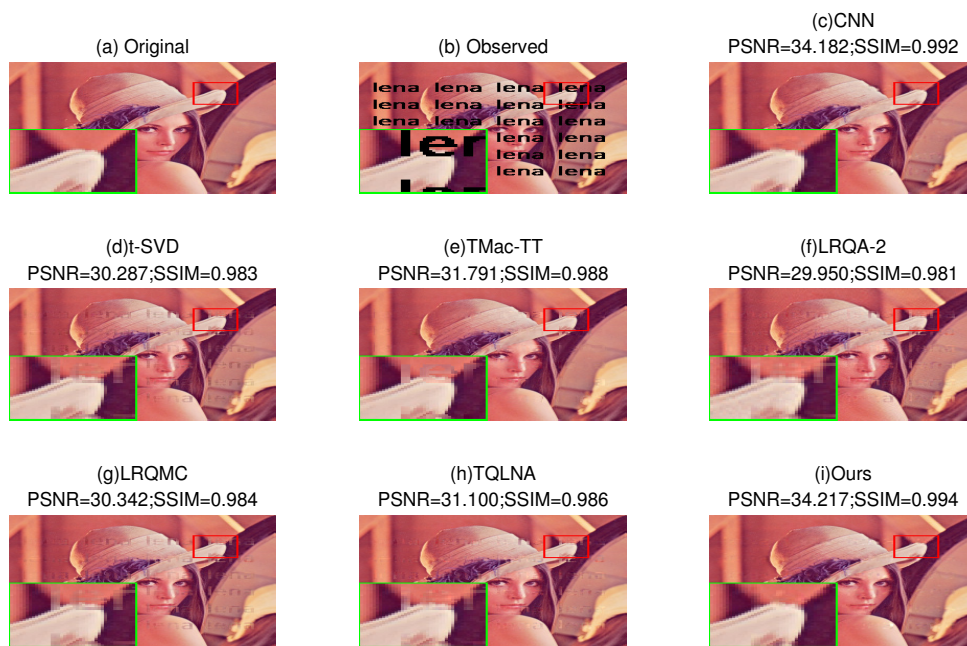 (a) Original
(b) Observed
(c)CNN
PSNR=34.182;SSIM=0.992
lena lena lena lena
lena lena lena lena
lena lena lena lena
ler
lena lena
lena lena
lena lena
(d)t-SVD
PSNR=30.287;SSIM=0.983
(e)TMac-TT
PSNR=31.791;SSIM=0.988
(f)LRQA-2
PSNR=29.950;SSIM=0.981
(g)LRQMC
PSNR=30.342;SSIM=0.984
(h)TQLNA
PSNR=31.100;SSIM=0.986
(i)Ours
PSNR=34.217;SSIM=0.994